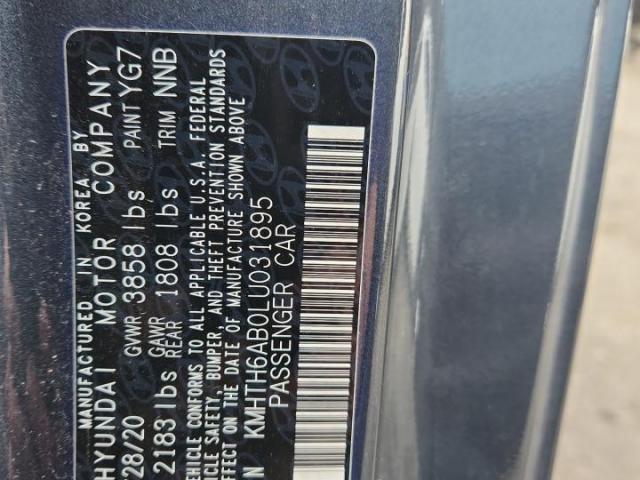 MANUFACTURED IN KOREA BY
HYUNDAI MOTOR COMPANY
/28/20 GVWR 3858 lbs PAINT YG7
2183 lbs GAWR REAR 1808 lbs TRIM NNB
VEHICLE CONFORMS TO ALL APPLICABLE U.S.A. FEDERAL
VEHICLE SAFETY, BUMPER, AND THEFT PREVENTION STANDARDS
EFFECT ON THE DATE OF MANUFACTURE SHOWN ABOVE
N KMHTH6AB0LU031895
PASSENGER CAR